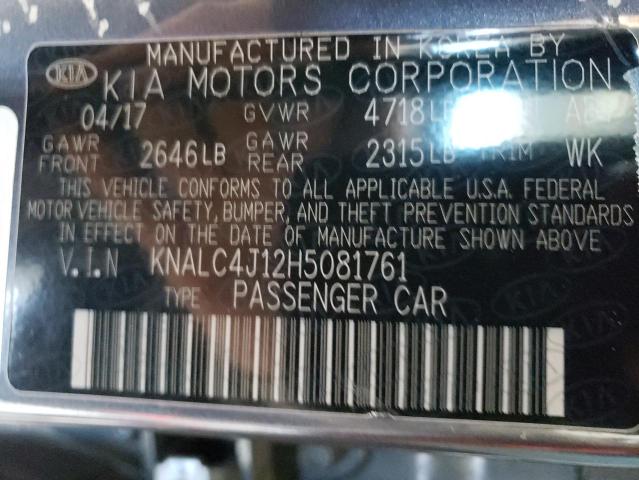 MANUFACTURED IN KOREA BY
KIA KIA MOTORS CORPORATION
04/17 GVWR 4718LB
GAWR FRONT 2646LB GAWR REAR 2315LB TRIM WK
THIS VEHICLE CONFORMS TO ALL APPLICABLE U.S.A. FEDERAL
MOTOR VEHICLE SAFETY, BUMPER, AND THEFT PREVENTION STANDARDS
IN EFFECT ON THE DATE OF MANUFACTURE SHOWN ABOVE
V.I.N KNALC4J12H5081761
TYPE PASSENGER CAR